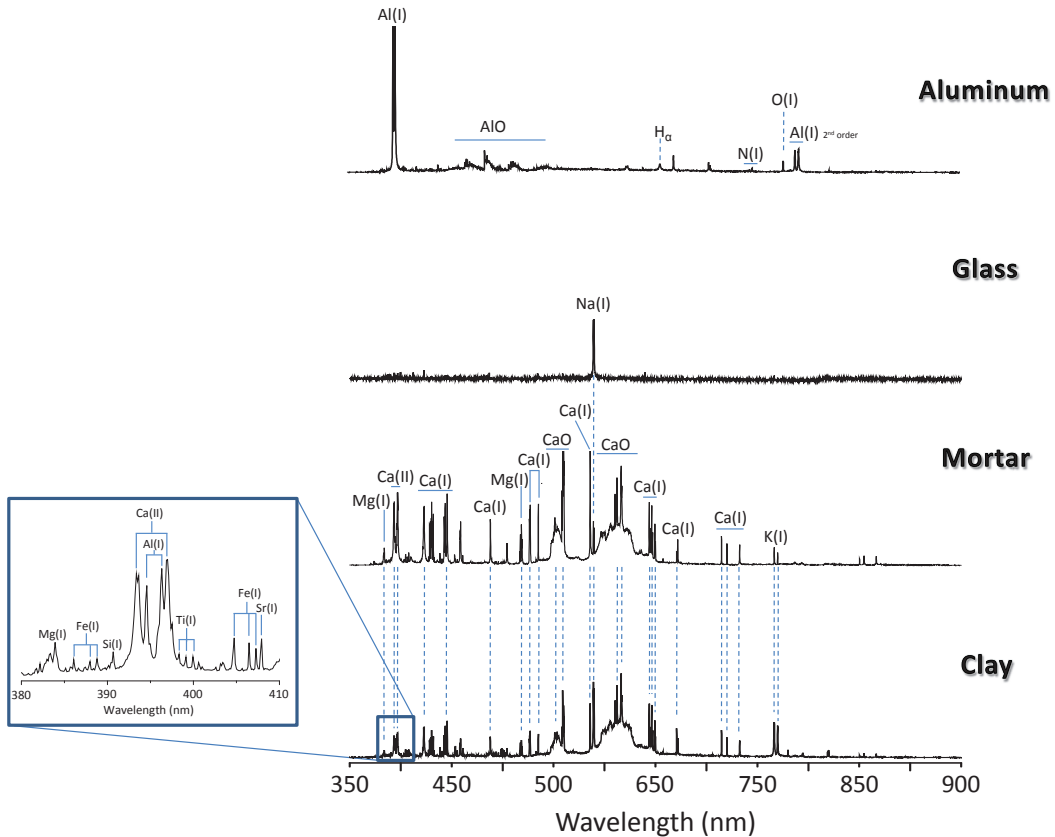 Al(I)
Aluminum
O(I)
AlO
Hα
Al(I) 2nd order
N(I)
Glass
Na(I)
Ca(I)
CaO
CaO
Mortar
Ca(I)
Ca(II)
Ca(I)
Mg(I)
Ca(I)
Mg(I)
Ca(I)
Ca(I)
Ca(I)
K(I)
Ca(II)
Al(I)
Fe(I)
Sr(I)
Fe(I)
Ti(I)
Mg(I)
Si(I)
Clay
380 390 400 410
Wavelength (nm)
350 450 500 550 650 750 850 900
Wavelength (nm)